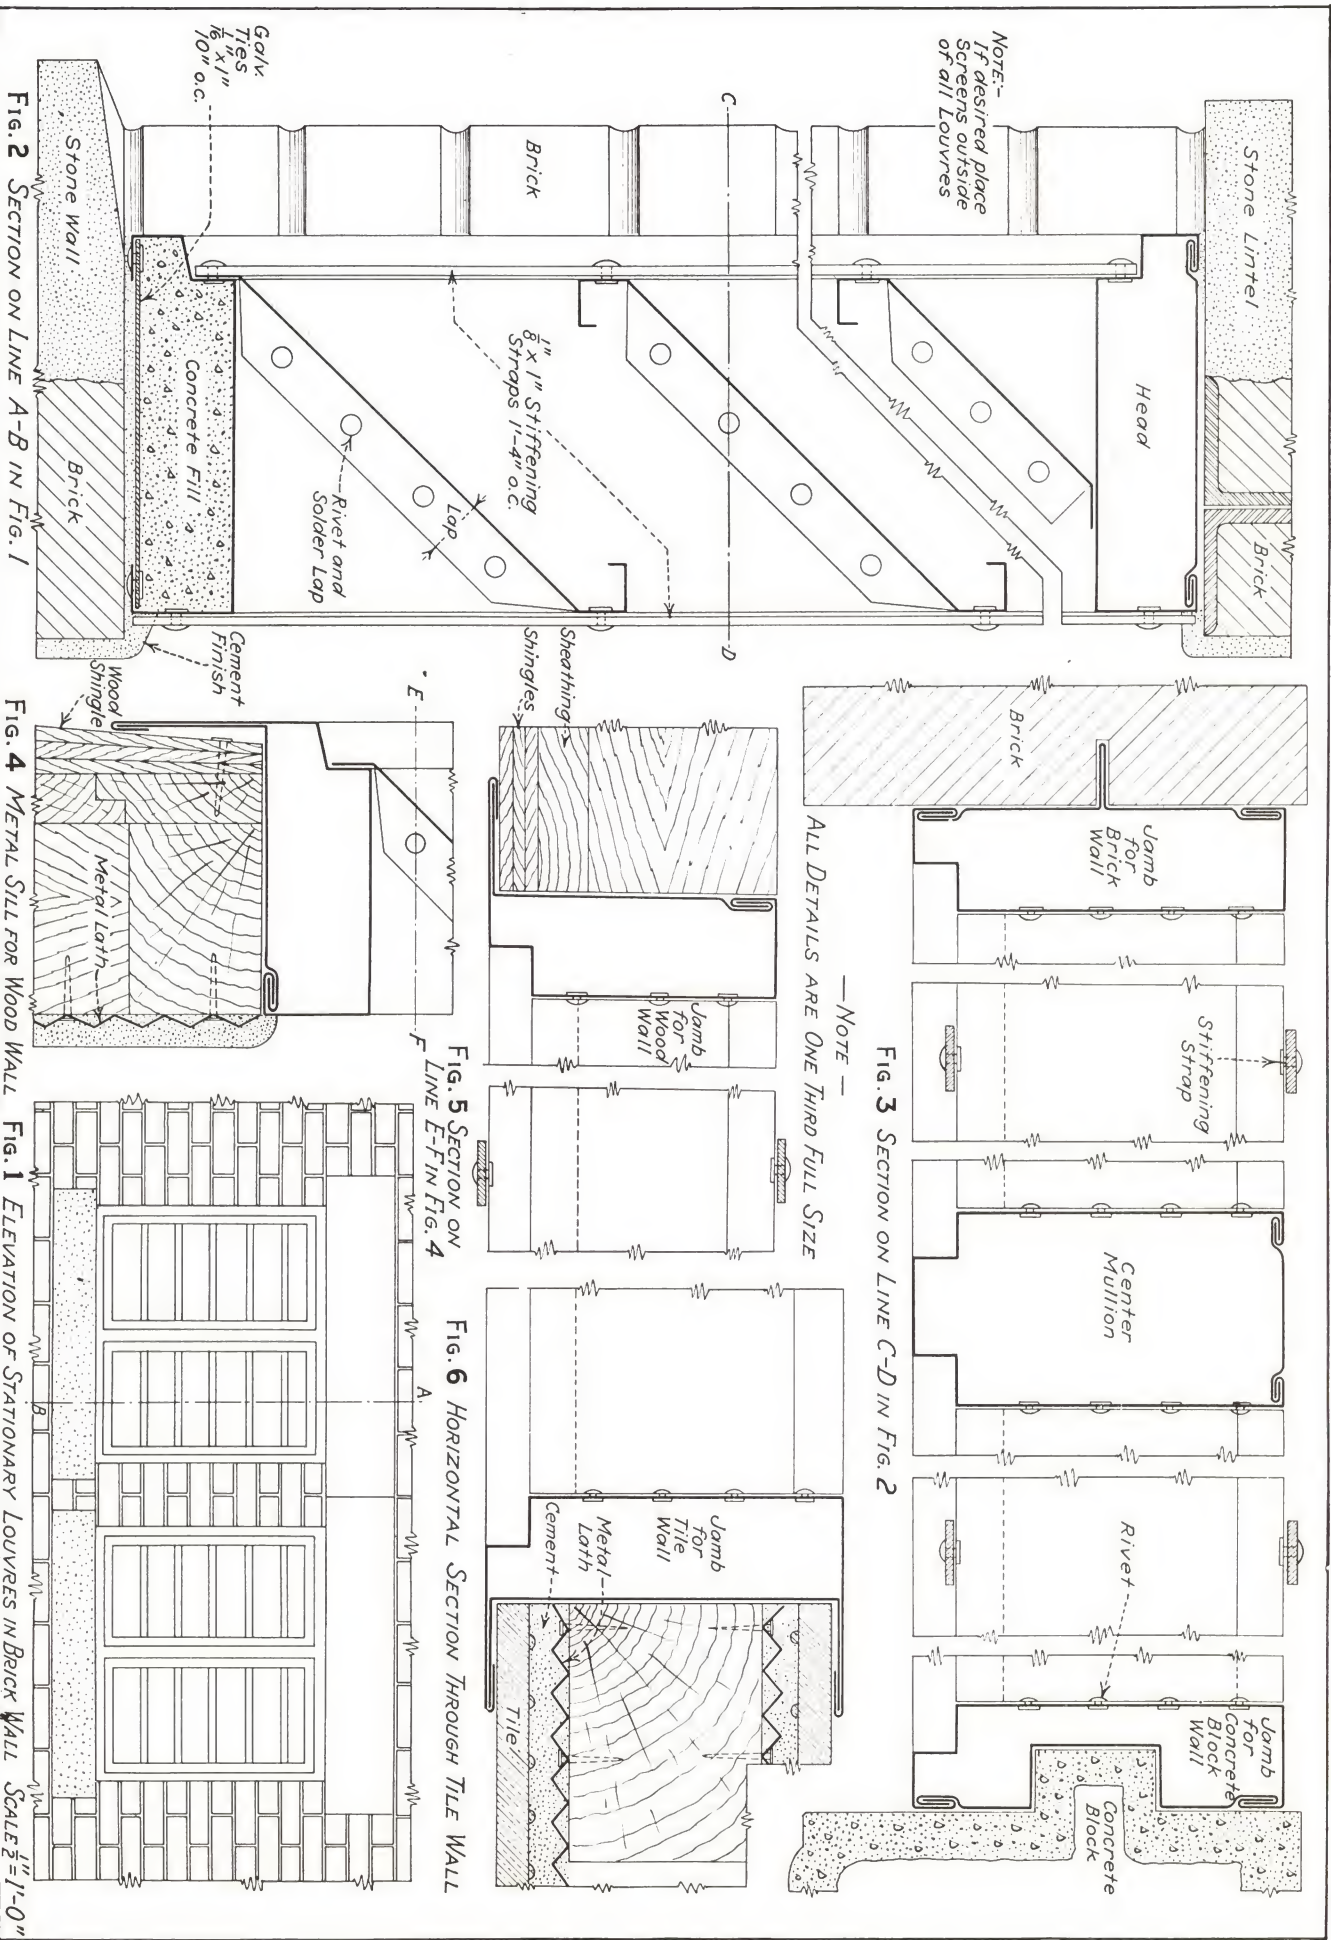 NOTE:-
If desired place
Screens outside
of all Louvres
Stone Lintel
Brick
Brick
Head
C
D
Brick
1/8" x 1" Stiffening
Straps 1'-4" o.c.
Lap
Rivet and
Solder Lap
Galv.
Ties
1/16" x 1"
10" o.c.
Concrete Fill
Stone Wall
Brick
Cement
Finish
FIG. 2 SECTION ON LINE A-B IN FIG. 1
Brick
Jamb
for
Brick
Wall
Stiffening
Strap
Center
Mullion
Rivet
Jamb
for
Concrete
Block
Wall
Concrete
Block
FIG. 3 SECTION ON LINE C-D IN FIG. 2
—NOTE—
ALL DETAILS ARE ONE THIRD FULL SIZE
Sheathing
Shingles
Jamb
for
Wood
Wall
FIG. 5 SECTION ON
LINE E-F IN FIG. 4
E
F
Wood
Shingle
Metal Lath
FIG. 4 METAL SILL FOR WOOD WALL
Jamb
for
Tile
Wall
Metal
Lath
Cement
Tile
FIG. 6 HORIZONTAL SECTION THROUGH TILE WALL
A
B
FIG. 1 ELEVATION OF STATIONARY LOUVRES IN BRICK WALL SCALE 1/2"=1'-0"